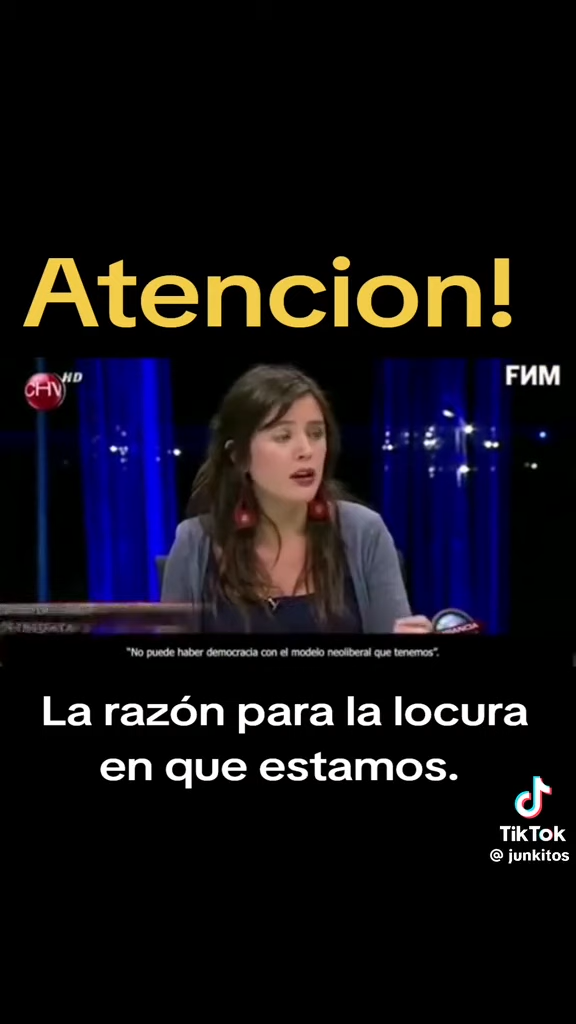 Atencion!
CHV HD
FИM
"No puede haber democracia con el modelo neoliberal que tenemos".
La razón para la locura
en que estamos.
TikTok
@ junkitos